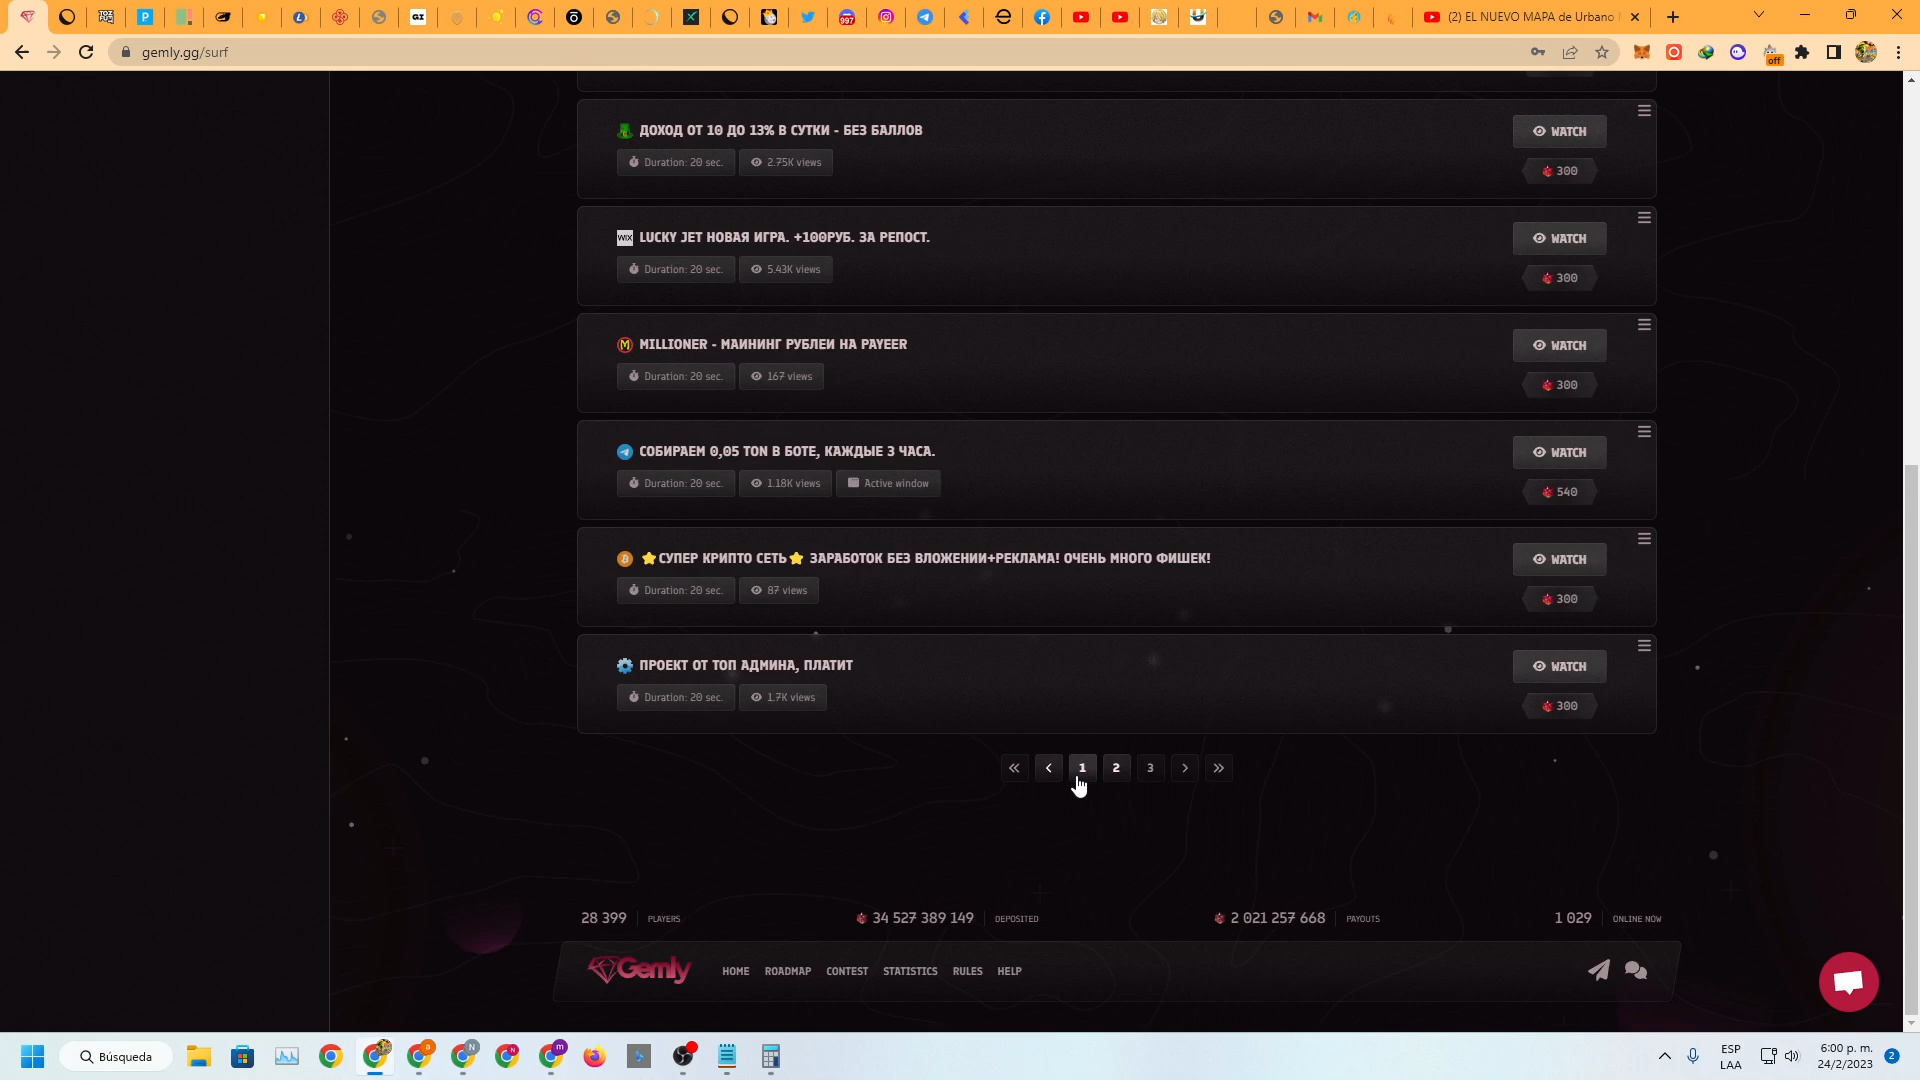 (2) EL NUEVO MAPA de Urbano
gemly.gg/surf
off
ДОХОД ОТ 10 ДО 13% В СУТКИ - БЕЗ БАЛЛОВ
WATCH
Duration: 20 sec.
2.75K views
300
WIX
LUCKY JET НОВАЯ ИГРА. +100РУБ. ЗА РЕПОСТ.
WATCH
Duration: 20 sec.
5.43K views
300
MILLIONER - МАИНИНГ РУБЛЕИ НА PAYEER
WATCH
Duration: 20 sec.
167 views
300
СОБИРАЕМ 0,05 TON В БОТЕ, КАЖДЫЕ 3 ЧАСА.
WATCH
Duration: 20 sec.
1.18K views
Active window
540
СУПЕР КРИПТО СЕТЬ ЗАРАБОТОК БЕЗ ВЛОЖЕНИИ+РЕКЛАМА! ОЧЕНЬ МНОГО ФИШЕК!
WATCH
Duration: 20 sec.
87 views
300
ПРОЕКТ ОТ ТОП АДМИНА, ПЛАТИТ
WATCH
Duration: 20 sec.
1.7K views
300
« ‹ 1 2 3 › »
28 399 PLAYERS
34 527 389 149 DEPOSITED
2 021 257 668 PAYOUTS
1 029 ONLINE NOW
Gemly
HOME ROADMAP CONTEST STATISTICS RULES HELP
Búsqueda
ESP
LAA
6:00 p. m.
24/2/2023
2